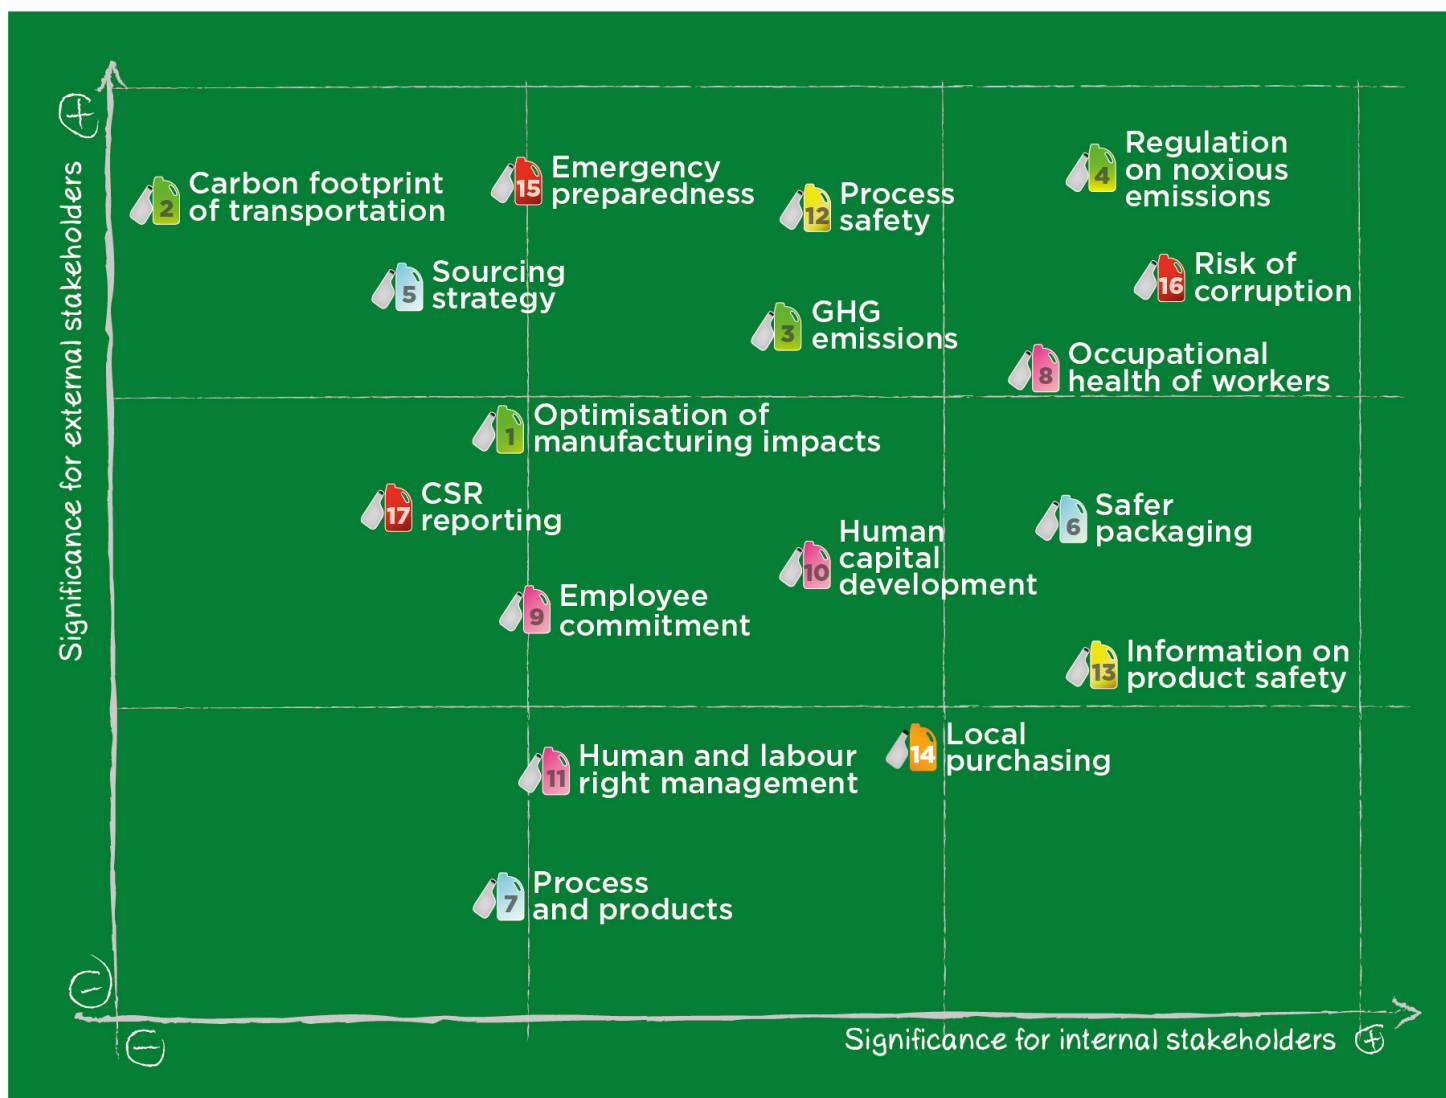 +
Significance for external stakeholders
2
Carbon footprint
of transportation
15
Emergency
preparedness
12
Process
safety
4
Regulation
on noxious
emissions
5
Sourcing
strategy
16
Risk of
corruption
3
GHG
emissions
8
Occupational
health of workers
1
Optimisation of
manufacturing impacts
17
CSR
reporting
6
Safer
packaging
10
Human
capital
development
9
Employee
commitment
13
Information on
product safety
14
Local
purchasing
11
Human and labour
right management
7
Process
and products
-
-
Significance for internal stakeholders +